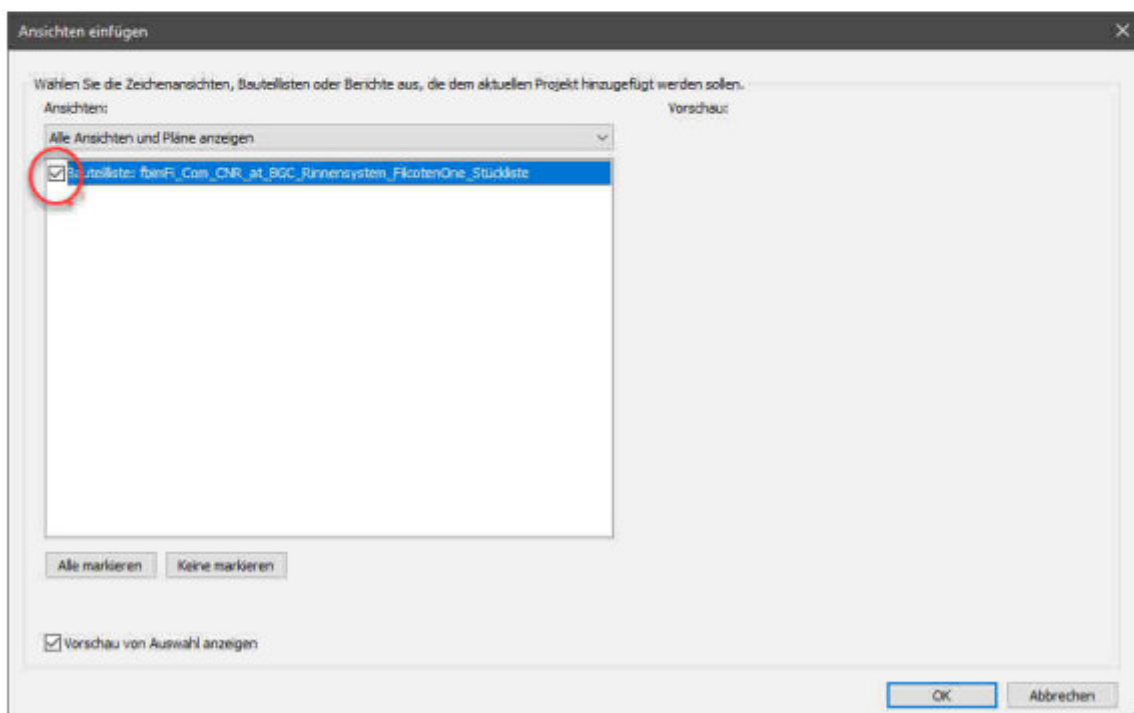 Ansichten einfügen
Wählen Sie die Zeichenansichten, Bauteillisten oder Berichte aus, die dem aktuellen Projekt hinzugefügt werden sollen.
Ansichten:
Vorschau:
Alle Ansichten und Pläne anzeigen
Bauteilliste: fbimFi_Com_CNR_at_BGC_Rinnensystem_FilcotenOne_Stückliste
Alle markieren
Keine markieren
Vorschau von Auswahl anzeigen
OK
Abbrechen